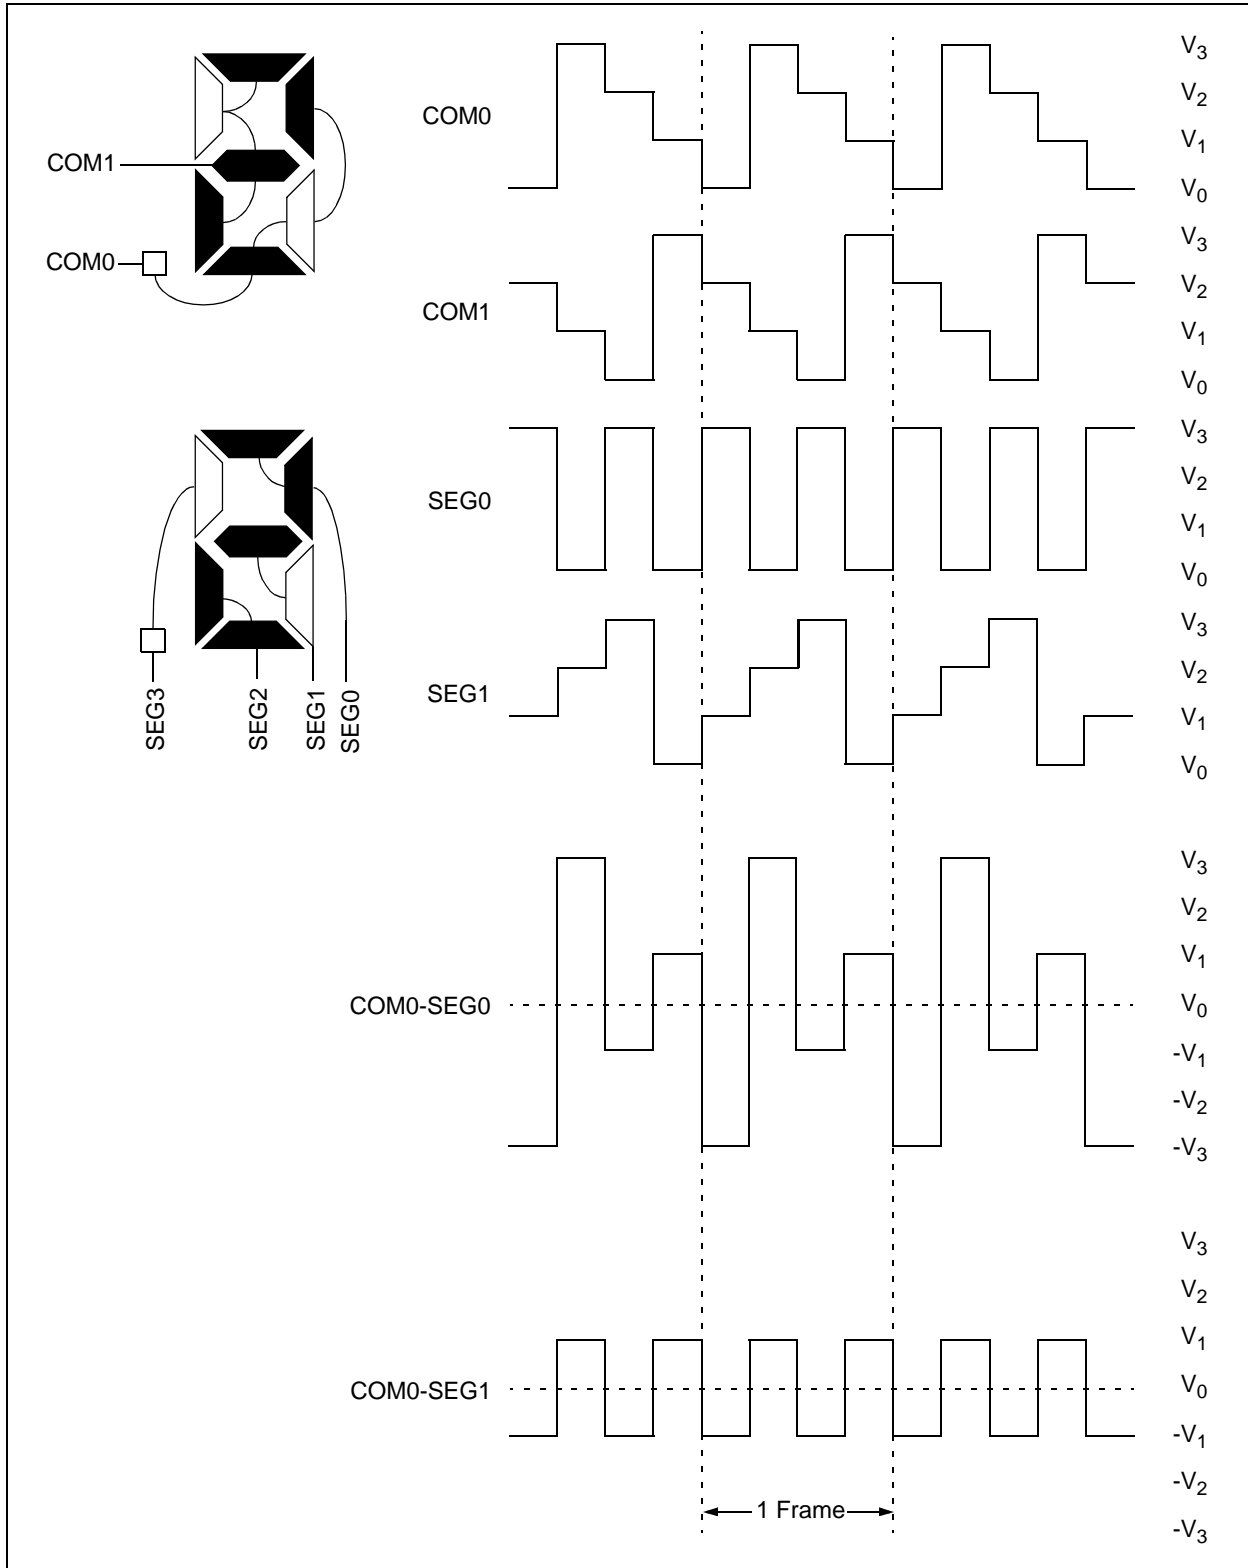 COM1
COM0
SEG3
SEG2
SEG1
SEG0
COM0
V3
V2
V1
V0
COM1
V3
V2
V1
V0
SEG0
V3
V2
V1
V0
SEG1
V3
V2
V1
V0
COM0-SEG0
V3
V2
V1
V0
-V1
-V2
-V3
COM0-SEG1
V3
V2
V1
V0
-V1
-V2
-V3
1 Frame